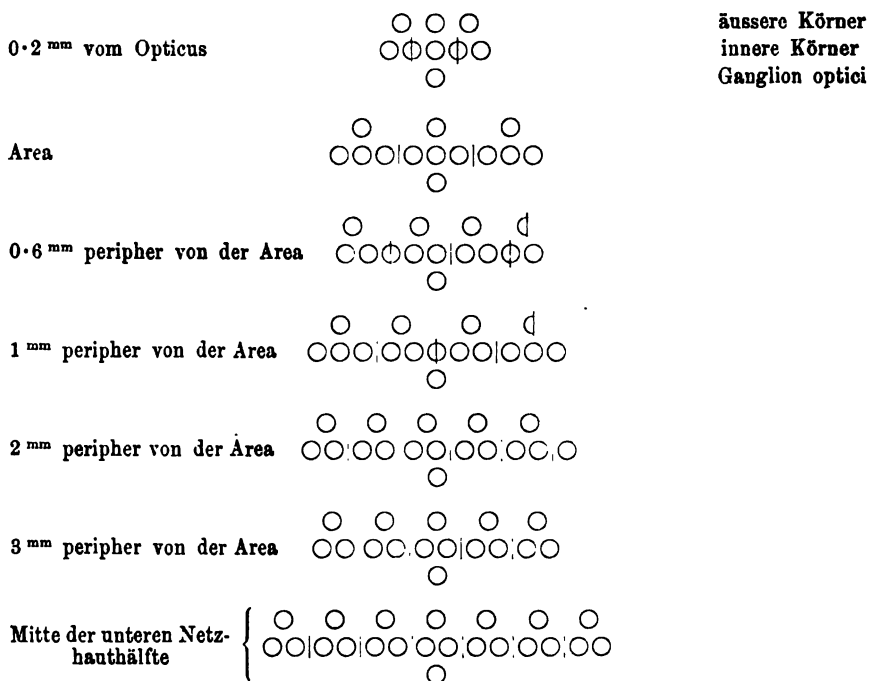 0·2 mm vom Opticus
äussere Körner
innere Körner
Ganglion optici
Area
0·6 mm peripher von der Area
1 mm peripher von der Area
2 mm peripher von der Area
3 mm peripher von der Area
Mitte der unteren Netz-
hauthälfte